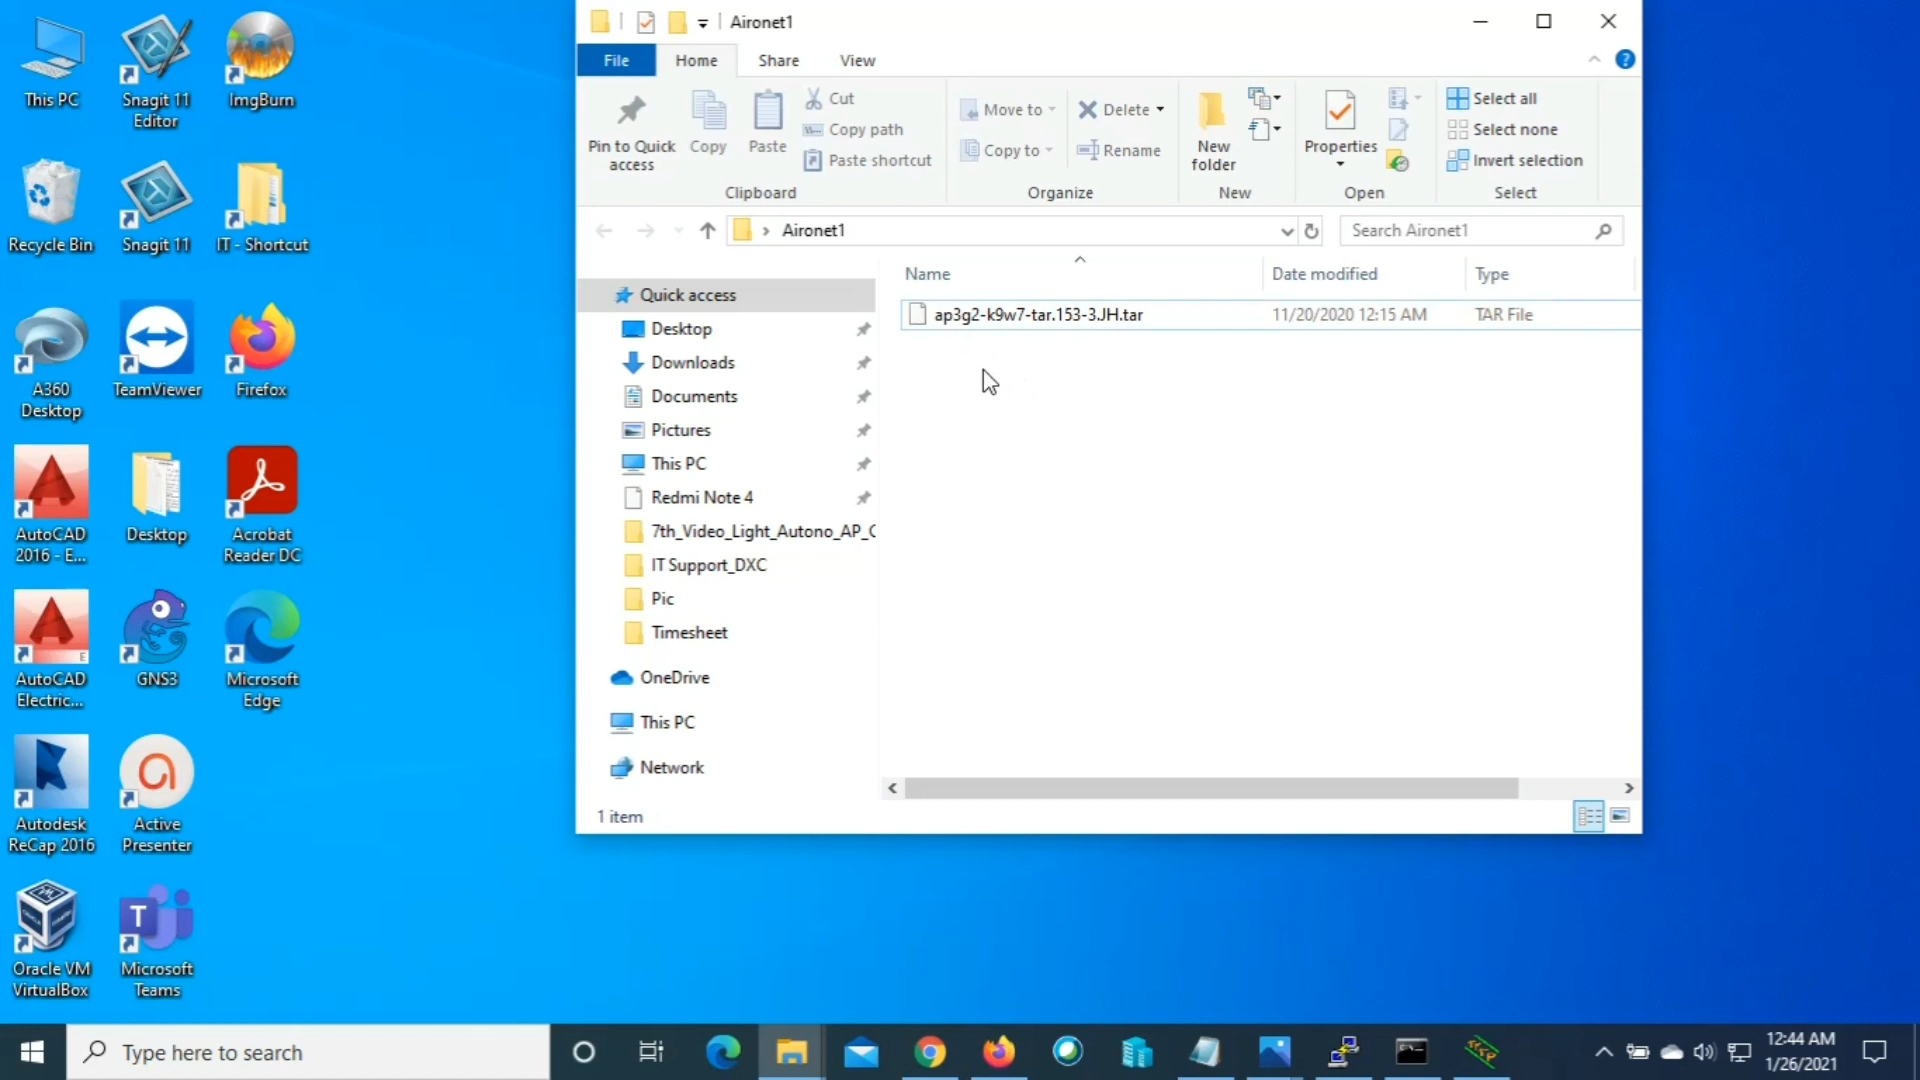 This PC
Snagit 11
Editor
ImgBurn
Recycle Bin
Snagit 11
IT - Shortcut
A360
Desktop
TeamViewer
Firefox
AutoCAD
2016 - E...
Desktop
Acrobat
Reader DC
AutoCAD
Electric...
GNS3
Microsoft
Edge
Autodesk
ReCap 2016
Active
Presenter
Oracle VM
VirtualBox
Microsoft
Teams
Aironet1
File
Home
Share
View
Pin to Quick
access
Copy
Paste
Cut
Copy path
Paste shortcut
Clipboard
Move to
Copy to
Delete
Rename
Organize
New
folder
New
Properties
Open
Select all
Select none
Invert selection
Select
Aironet1
Search Aironet1
Name
Date modified
Type
ap3g2-k9w7-tar.153-3.JH.tar
11/20/2020 12:15 AM
TAR File
Quick access
Desktop
Downloads
Documents
Pictures
This PC
Redmi Note 4
7th_Video_Light_Autono_AP_C
IT Support_DXC
Pic
Timesheet
OneDrive
This PC
Network
1 item
Type here to search
12:44 AM
1/26/2021